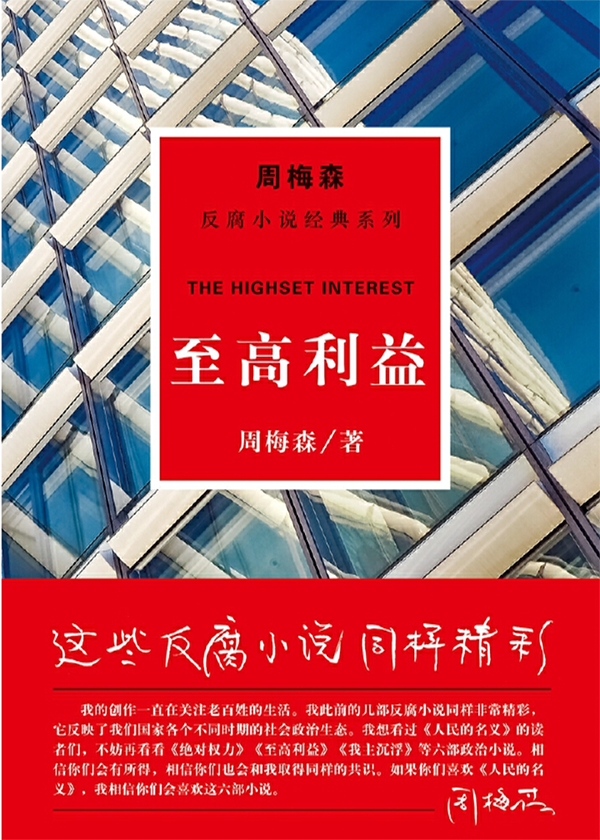 周梅森
反腐小说经典系列
THE HIGHSET INTEREST
至高利益
周梅森/著
这些反腐小说同样精彩
我的创作一直在关注老百姓的生活。我此前的几部反腐小说同样非常精彩，
它反映了我们国家各个不同时期的社会政治生态。我想看过《人民的名义》的读
者们，不妨再看看《绝对权力》《至高利益》《我主沉浮》等六部政治小说。相
信你们会有所得，相信你们也会和我取得同样的共识。如果你们喜欢《人民的名
义》，我相信你们会喜欢这六部小说。
周梅森